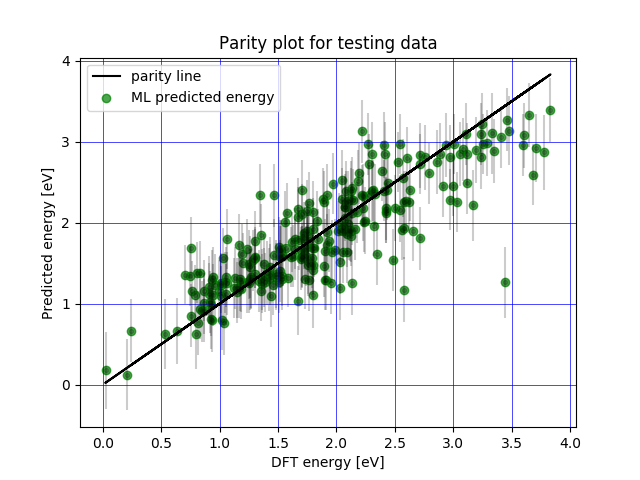 Parity plot for testing data
parity line
ML predicted energy
Predicted energy [eV]
4
3
2
1
0
0.0 0.5 1.0 1.5 2.0 2.5 3.0 3.5 4.0
DFT energy [eV]